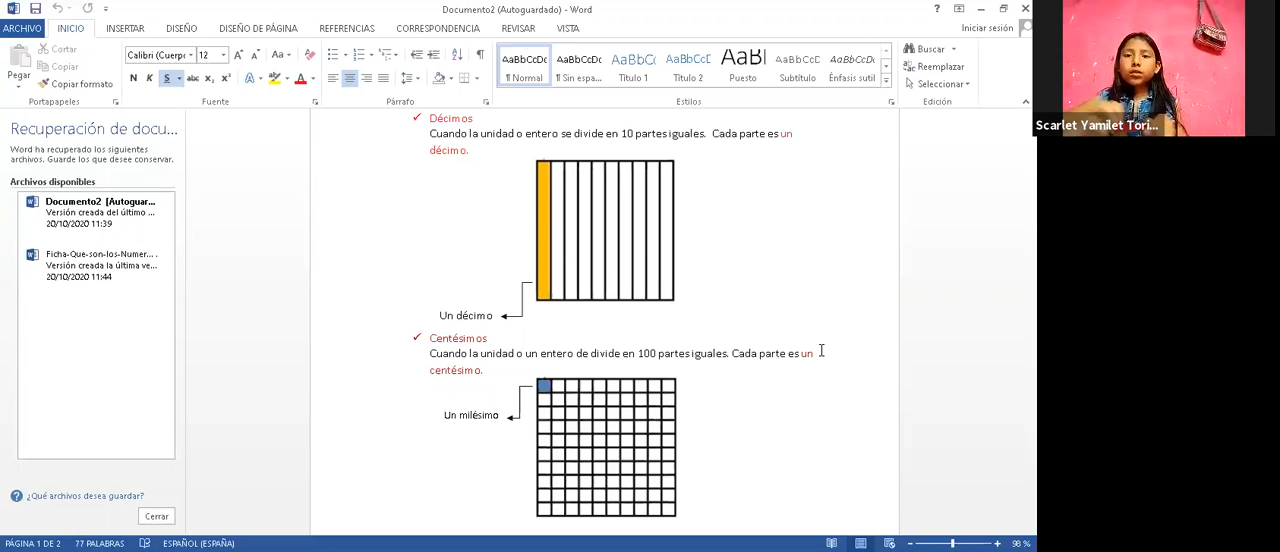 Documento2 (Autoguardado) - Word
ARCHIVO INICIO INSERTAR DISEÑO DISEÑO DE PÁGINA REFERENCIAS CORRESPONDENCIA REVISAR VISTA Iniciar sesión
Pegar
Cortar
Copiar
Copiar formato
Portapapeles
Calibri (Cuerp 12
N K S abc x₂ x²
Fuente
Párrafo
AaBbCcDc AaBbCcDc AaBbCcD AaBbCcD AaBl AaBbCcD AaBbCcDc
¶ Normal ¶ Sin espa... Título 1 Título 2 Puesto Subtítulo Énfasis sutil
Estilos
Buscar
Reemplazar
Seleccionar
Edición
Scarlet Yamilet Tori...
Recuperación de docu...
Word ha recuperado los siguientes
archivos. Guarde los que desee conservar.
Archivos disponibles
Documento2 [Autoguar...
Versión creada del último ...
20/10/2020 11:39
Ficha-Que-son-los-Numer...
Versión creada la última ve...
20/10/2020 11:44
¿Qué archivos desea guardar?
Cerrar
✓ Décimos
Cuando la unidad o entero se divide en 10 partes iguales. Cada parte es un
décimo.
Un décimo
✓ Centésimos
Cuando la unidad o un entero de divide en 100 partes iguales. Cada parte es un
centésimo.
Un milésimo
PÁGINA 1 DE 2 77 PALABRAS ESPAÑOL (ESPAÑA) 98 %